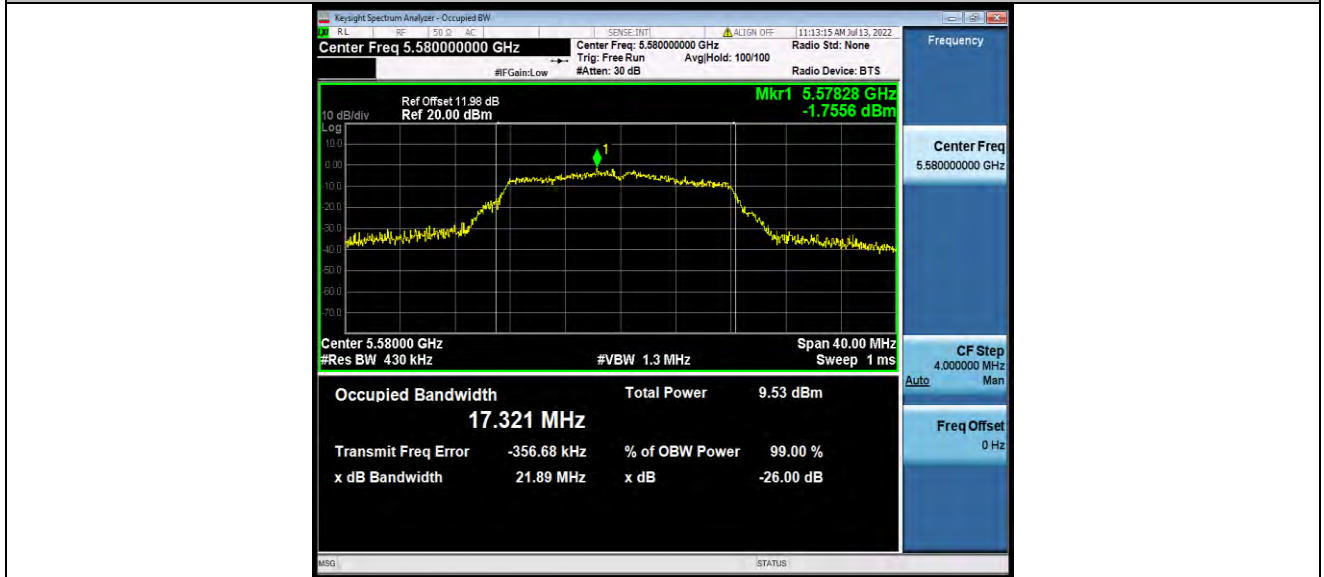 Keysight Spectrum Analyzer - Occupied BW
RL RF 50 Ω AC SENSE:INT ALIGN OFF 11:13:15 AM Jul 13, 2022
Center Freq 5.580000000 GHz
Center Freq: 5.580000000 GHz Radio Std: None
Trig: Free Run Avg|Hold: 100/100
#IFGain:Low #Atten: 30 dB Radio Device: BTS
Frequency
Mkr1 5.57828 GHz
-1.7556 dBm
Ref Offset 11.98 dB
10 dB/div Ref 20.00 dBm
Log
10.0
0.00
-10.0
-20.0
-30.0
-40.0
-50.0
-60.0
-70.0
1
Center 5.58000 GHz Span 40.00 MHz
#Res BW 430 kHz #VBW 1.3 MHz Sweep 1 ms
Occupied Bandwidth Total Power 9.53 dBm
17.321 MHz
Transmit Freq Error -356.68 kHz % of OBW Power 99.00 %
x dB Bandwidth 21.89 MHz x dB -26.00 dB
Center Freq
5.580000000 GHz
CF Step
4.000000 MHz
Auto Man
Freq Offset
0 Hz
MSG STATUS